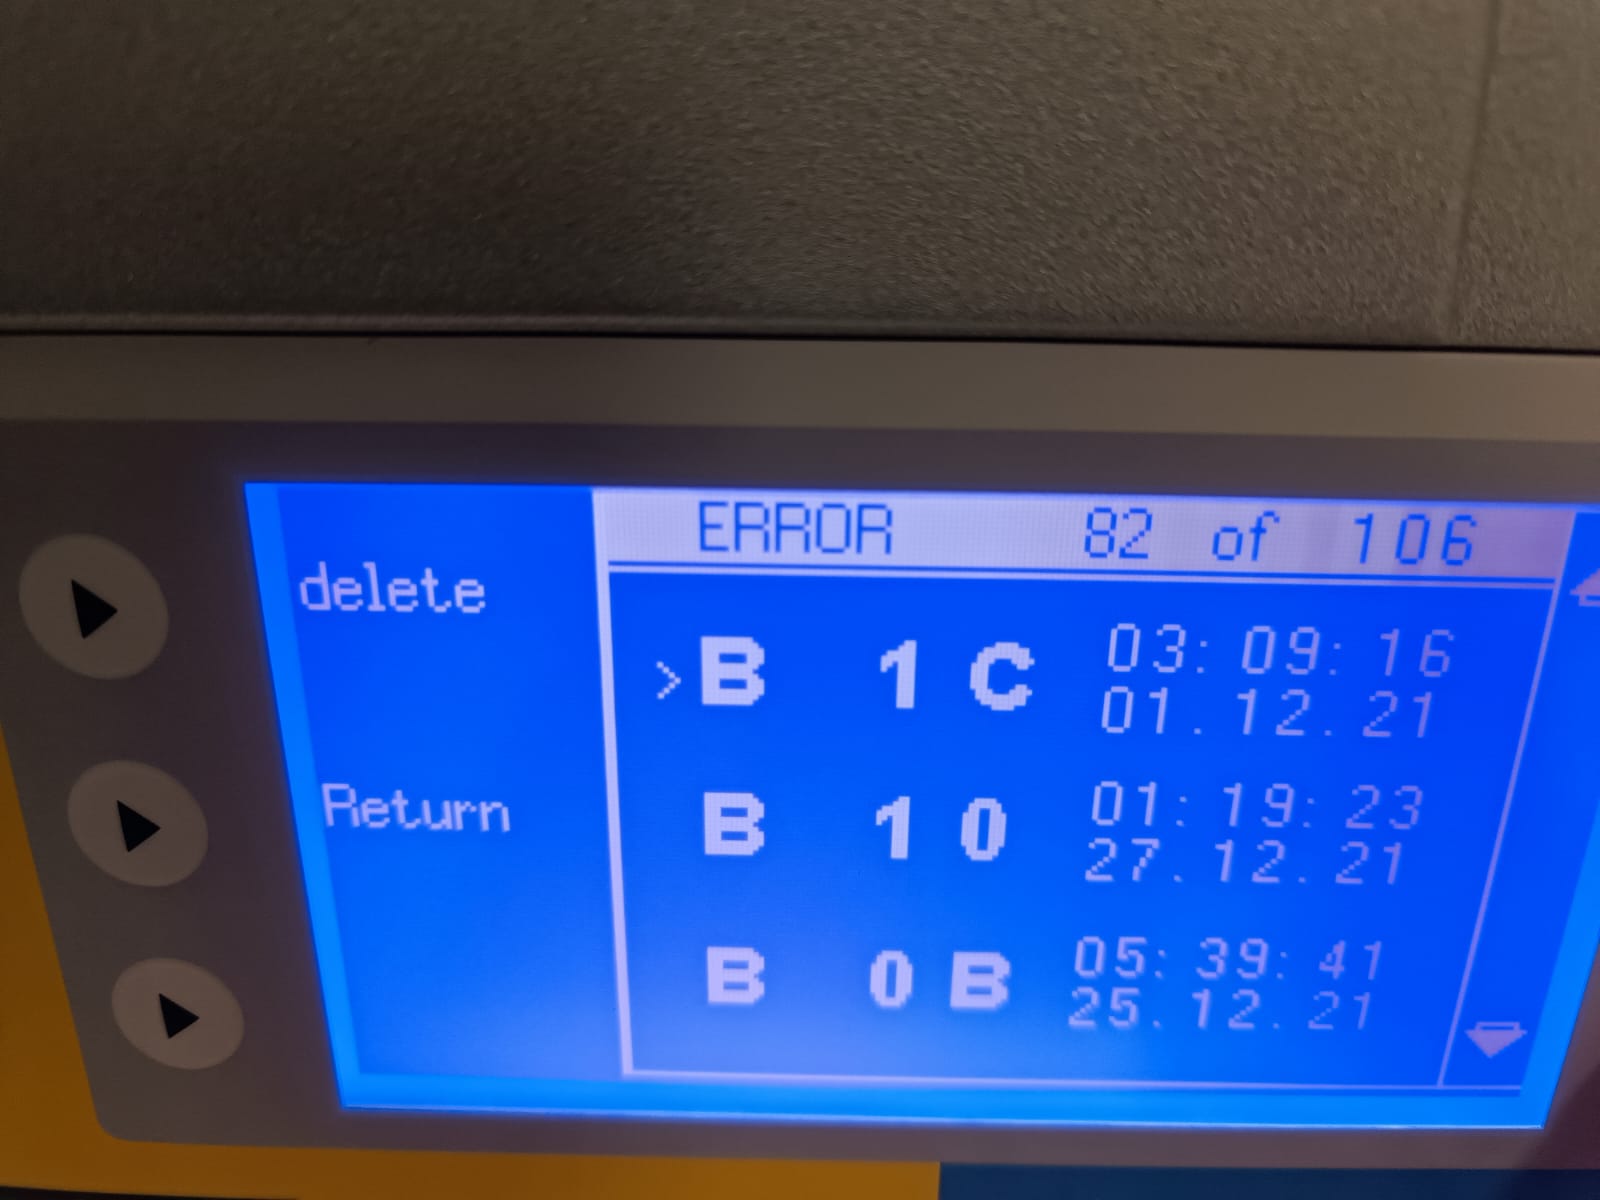 ERROR 82 of 106
delete
>B 1C 03:09:16
01.12.21
Return
B 10 01:19:23
27.12.21
B 0B 05:39:41
25.12.21